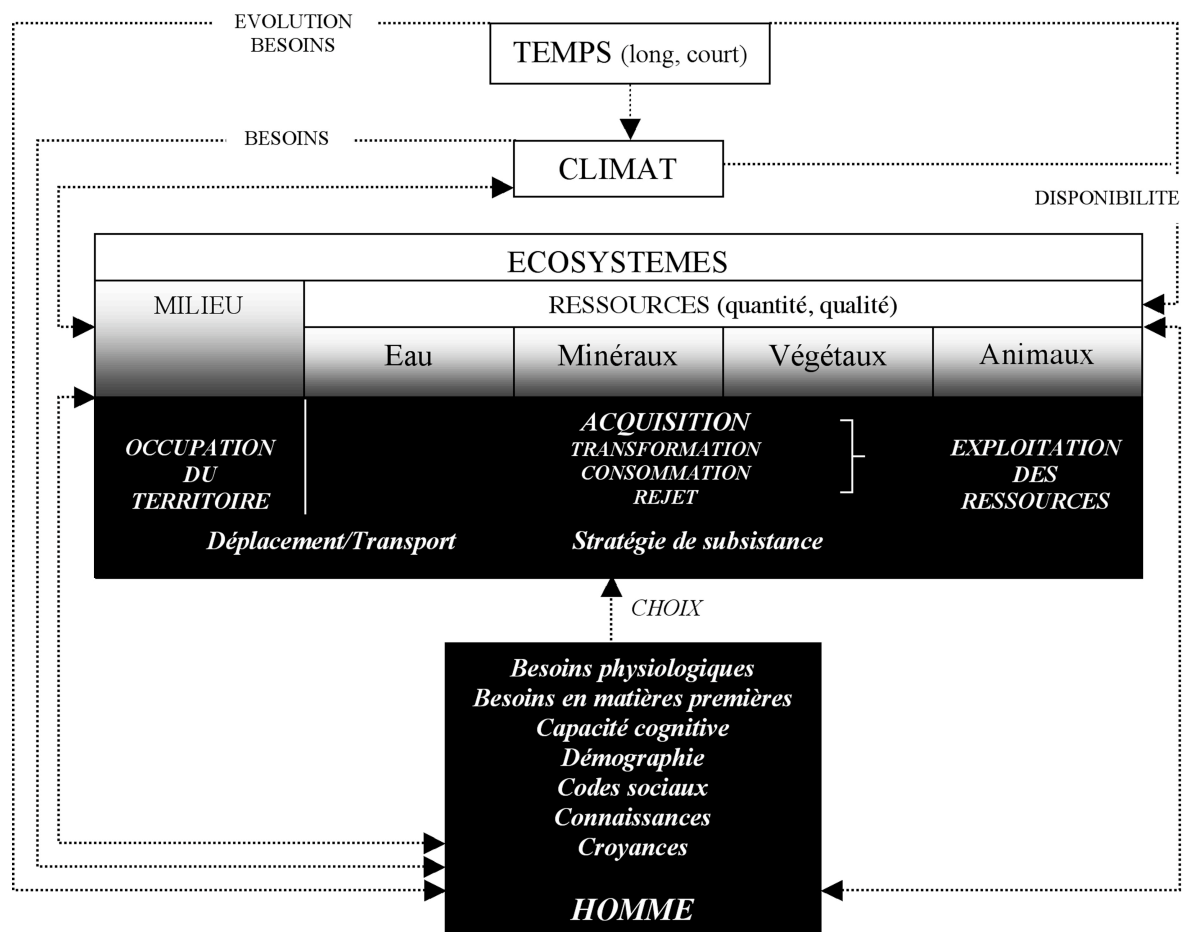 EVOLUTION
BESOINS
TEMPS (long, court)
BESOINS
CLIMAT
DISPONIBILITE
ECOSYSTEMES
MILIEU
RESSOURCES (quantité, qualité)
Eau
Minéraux
Végétaux
Animaux
OCCUPATION
DU
TERRITOIRE
ACQUISITION
TRANSFORMATION
CONSOMMATION
REJET
EXPLOITATION
DES
RESSOURCES
Déplacement/Transport
Stratégie de subsistance
CHOIX
Besoins physiologiques
Besoins en matières premières
Capacité cognitive
Démographie
Codes sociaux
Connaissances
Croyances
HOMME